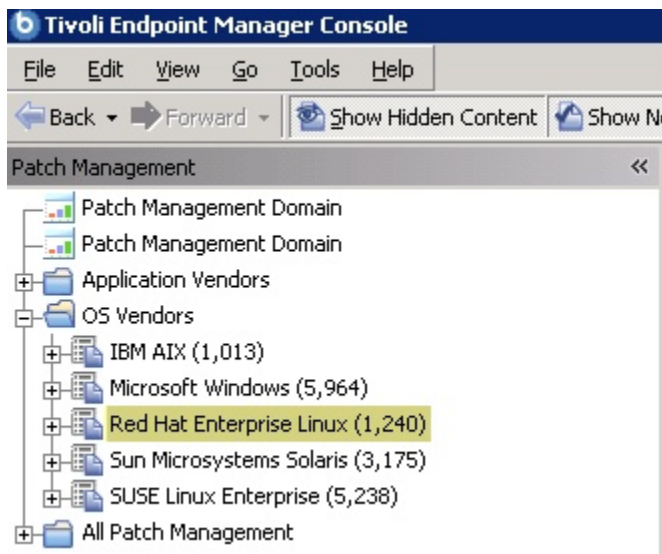 Tivoli Endpoint Manager Console
File Edit View Go Tools Help
Back Forward Show Hidden Content Show N
Patch Management
Patch Management Domain
Patch Management Domain
Application Vendors
OS Vendors
IBM AIX (1,013)
Microsoft Windows (5,964)
Red Hat Enterprise Linux (1,240)
Sun Microsystems Solaris (3,175)
SUSE Linux Enterprise (5,238)
All Patch Management